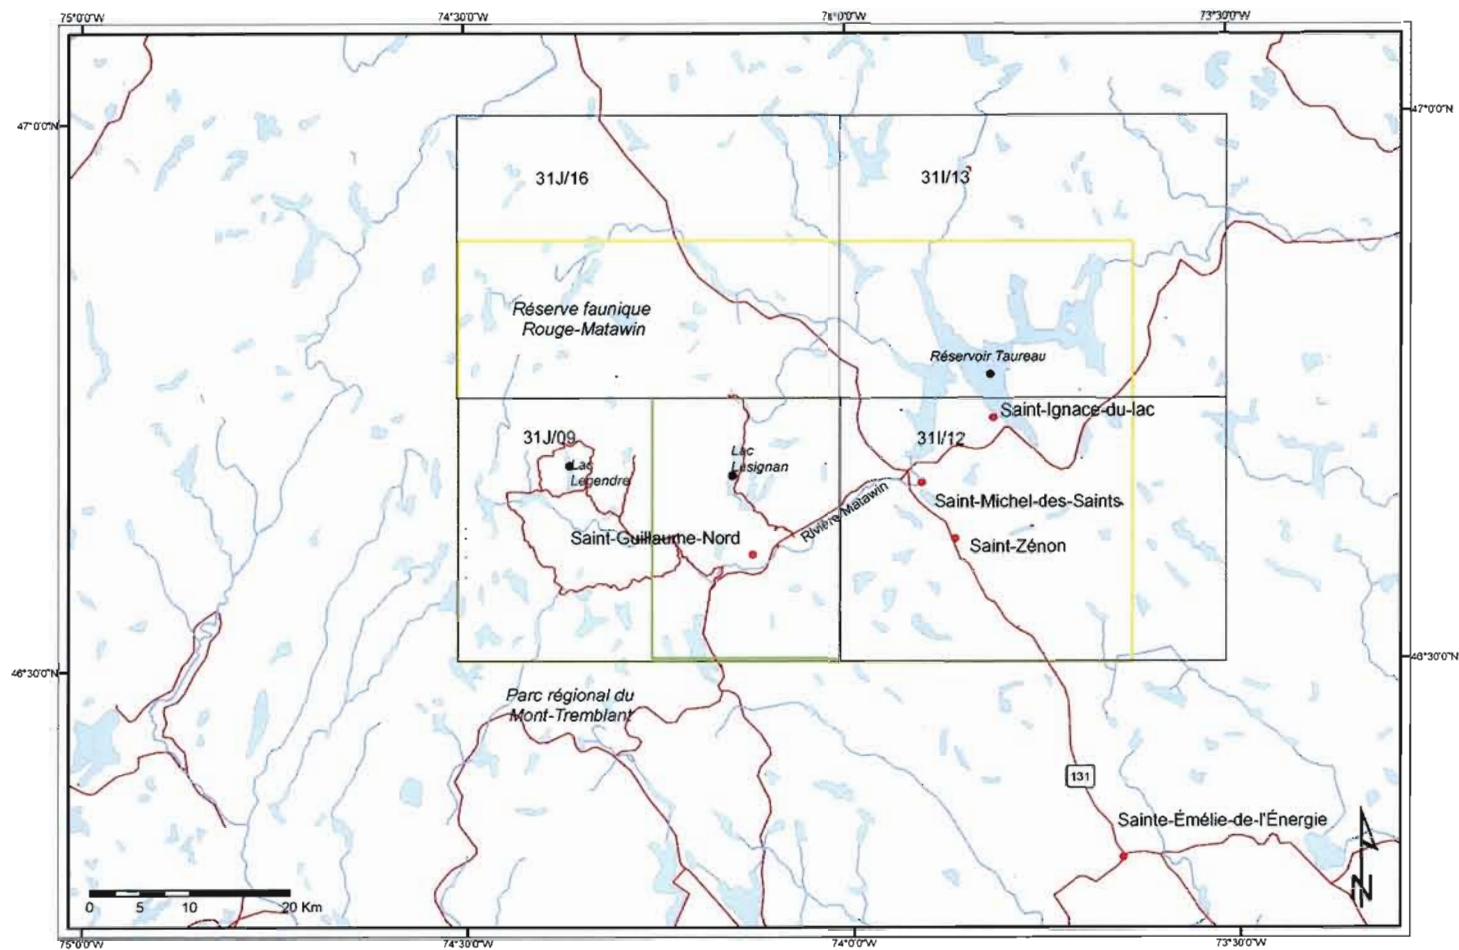 75°0'0"W
74°30'0"W
74°0'0"W
73°30'0"W
47°0'0"N
47°0'0"N
31J/16
31I/13
Réserve faunique
Rouge-Matawin
Réservoir Taureau
Saint-Ignace-du-lac
31J/09
31I/12
Lac
Legendre
Lac
Lusignan
Saint-Michel-des-Saints
Rivière Matawin
Saint-Guillaume-Nord
Saint-Zénon
46°30'0"N
46°30'0"N
Parc régional du
Mont-Tremblant
131
Sainte-Émélie-de-l'Énergie
0 5 10 20 Km
N
75°0'0"W
74°30'0"W
74°0'0"W
73°30'0"W